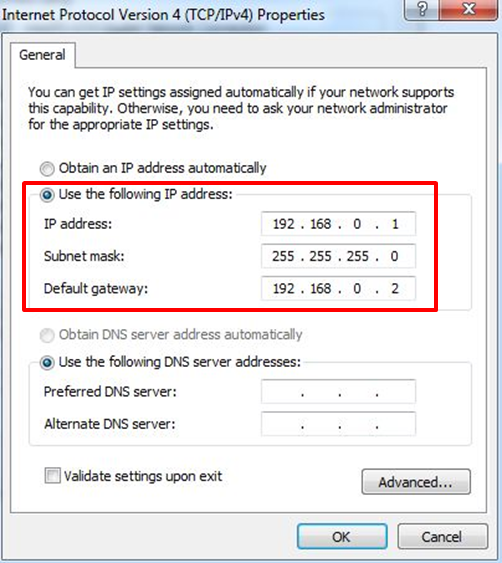 Internet Protocol Version 4 (TCP/IPv4) Properties
General
You can get IP settings assigned automatically if your network supports
this capability. Otherwise, you need to ask your network administrator
for the appropriate IP settings.
Obtain an IP address automatically
Use the following IP address:
IP address: 192 . 168 . 0 . 1
Subnet mask: 255 . 255 . 255 . 0
Default gateway: 192 . 168 . 0 . 2
Obtain DNS server address automatically
Use the following DNS server addresses:
Preferred DNS server: . . .
Alternate DNS server: . . .
Validate settings upon exit
Advanced...
OK Cancel